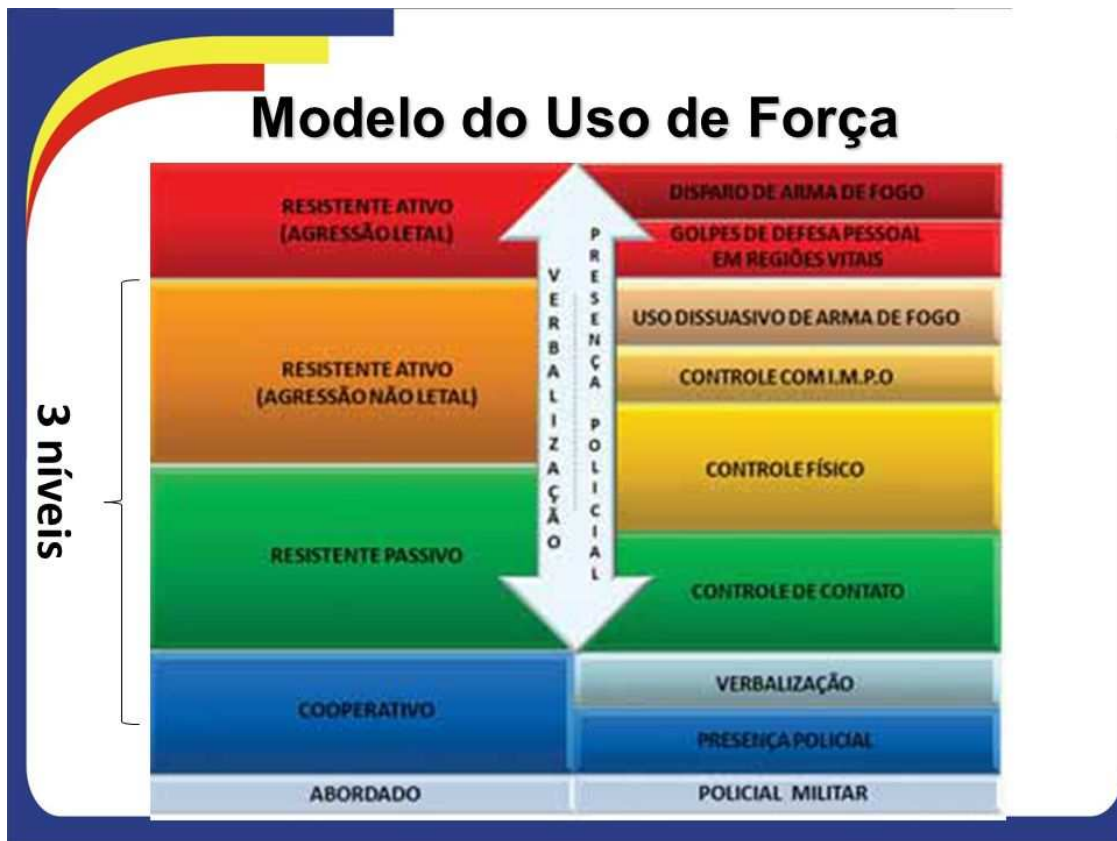 Modelo do Uso de Força
3 níveis
RESISTENTE ATIVO
(AGRESSÃO LETAL)
RESISTENTE ATIVO
(AGRESSÃO NÃO LETAL)
RESISTENTE PASSIVO
COOPERATIVO
ABORDADO
VERBALIZAÇÃO
PRESENÇA POLICIAL
DISPARO DE ARMA DE FOGO
GOLPES DE DEFESA PESSOAL
EM REGIÕES VITAIS
USO DISSUASIVO DE ARMA DE FOGO
CONTROLE COM I.M.P.O
CONTROLE FÍSICO
CONTROLE DE CONTATO
VERBALIZAÇÃO
PRESENÇA POLICIAL
POLICIAL MILITAR